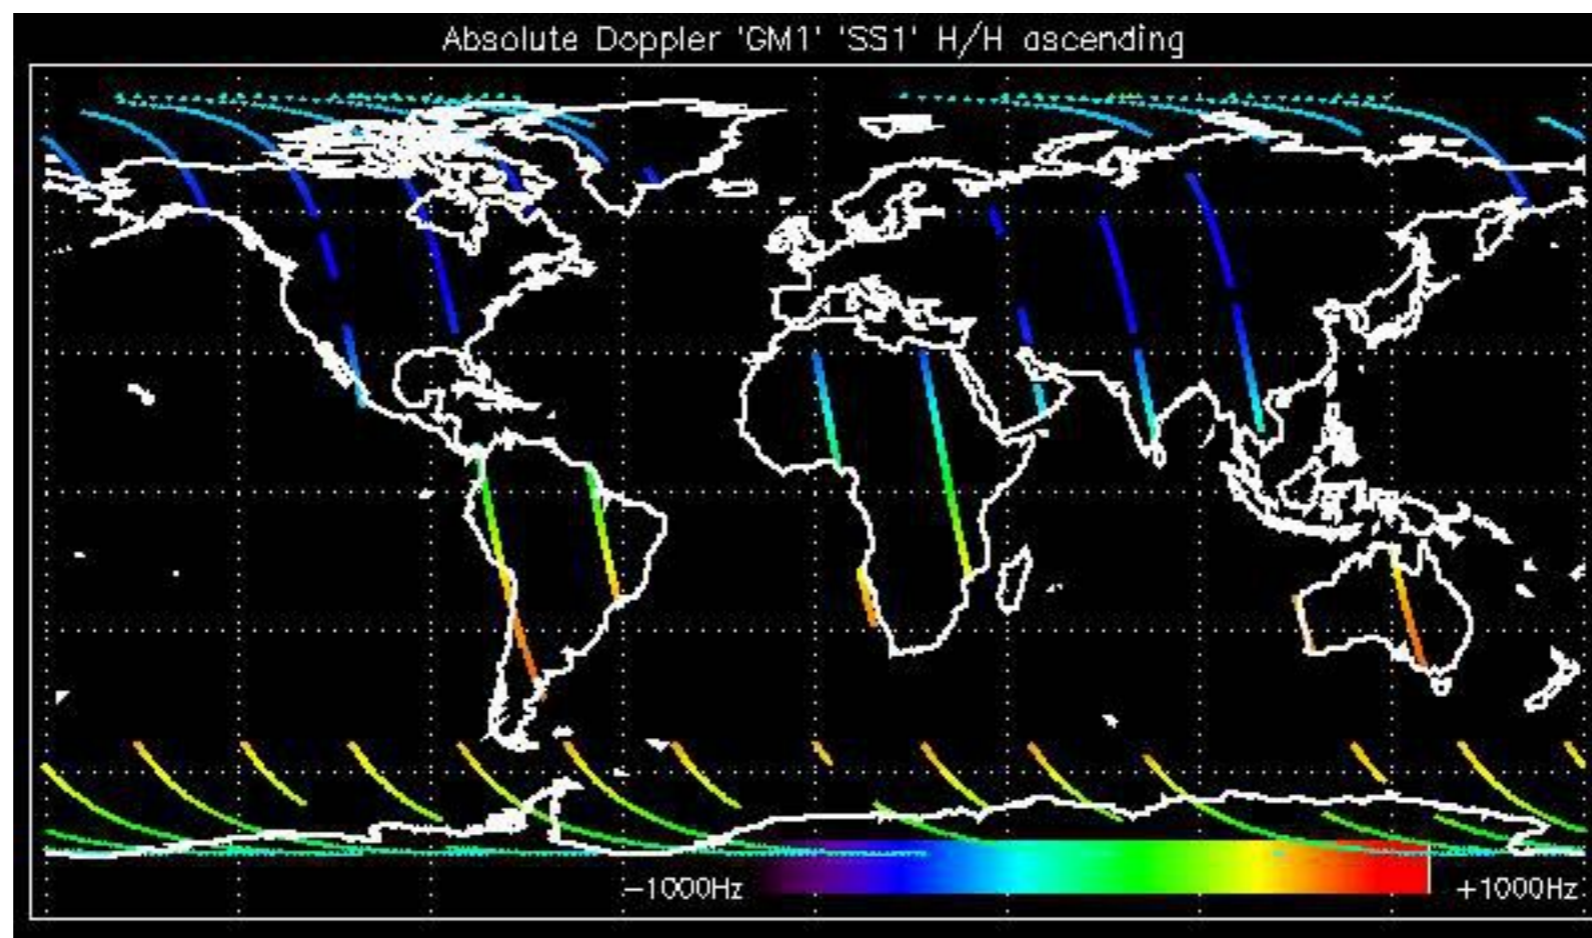 Absolute Doppler 'GM1' 'SS1' H/H ascending
-1000Hz +1000Hz